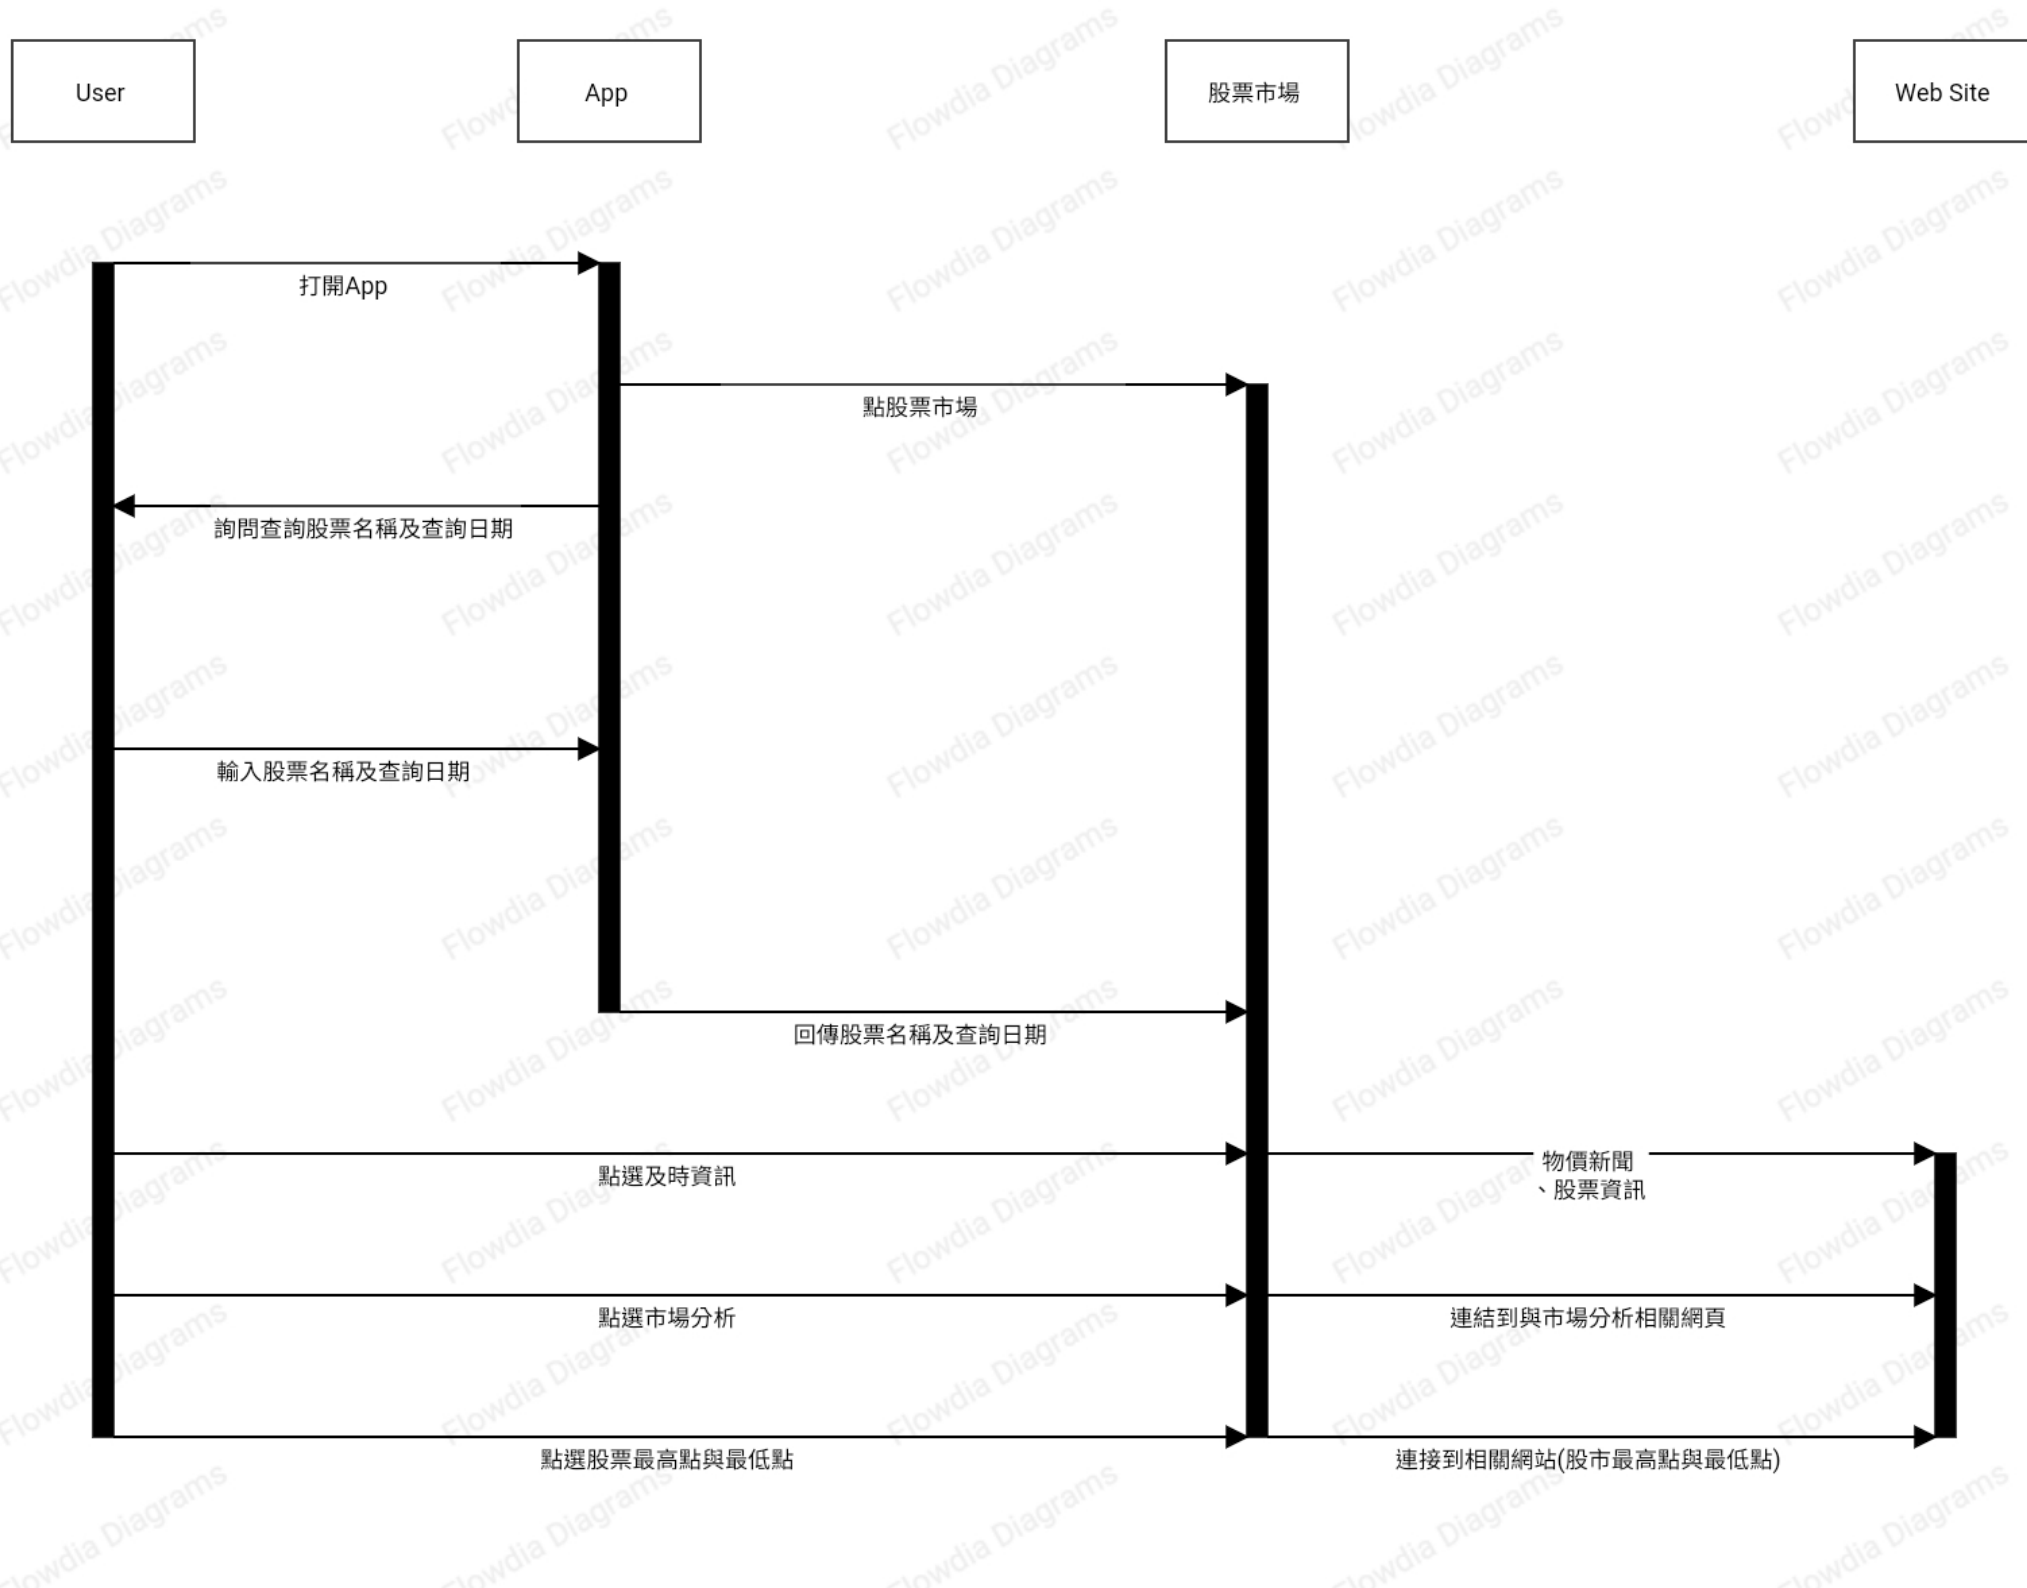 User
App
股票市場
Web Site
打開App
點股票市場
詢問查詢股票名稱及查詢日期
輸入股票名稱及查詢日期
回傳股票名稱及查詢日期
點選及時資訊
物價新聞
、股票資訊
點選市場分析
連結到與市場分析相關網頁
點選股票最高點與最低點
連接到相關網站(股市最高點與最低點)
Flowdia Diagrams